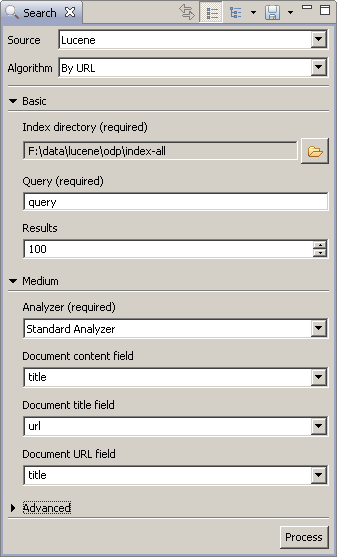 Search
Source Lucene
Algorithm By URL
Basic
Index directory (required)
F:\data\lucene\odp\index-all
Query (required)
query
Results
100
Medium
Analyzer (required)
Standard Analyzer
Document content field
title
Document title field
url
Document URL field
title
Advanced
Process